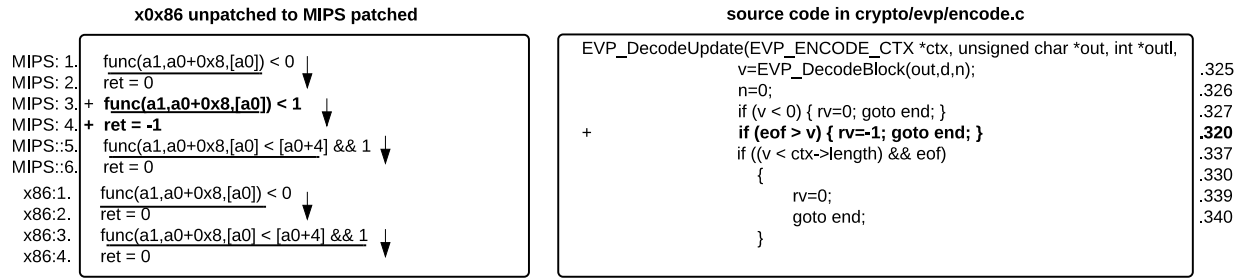 x0x86 unpatched to MIPS patched
MIPS: 1. func(a1,a0+0x8,[a0]) < 0
MIPS: 2. ret = 0
MIPS: 3. + func(a1,a0+0x8,[a0]) < 1
MIPS: 4. + ret = -1
MIPS::5. func(a1,a0+0x8,[a0] < [a0+4] && 1
MIPS::6. ret = 0
x86:1. func(a1,a0+0x8,[a0]) < 0
x86:2. ret = 0
x86:3. func(a1,a0+0x8,[a0] < [a0+4] && 1
x86:4. ret = 0
source code in crypto/evp/encode.c
EVP_DecodeUpdate(EVP_ENCODE_CTX *ctx, unsigned char *out, int *outl,
v=EVP_DecodeBlock(out,d,n); .325
n=0; .326
if (v < 0) { rv=0; goto end; } .327
+ if (eof > v) { rv=-1; goto end; } .320
if ((v < ctx->length) && eof) .337
{ .330
rv=0; .339
goto end; .340
}